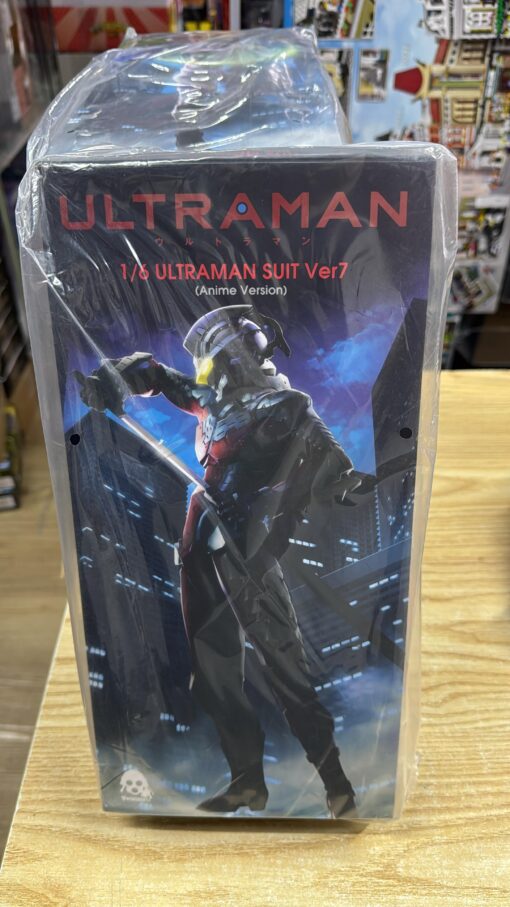 ULTRAMAN
ウルトラマン
1/6 ULTRAMAN SUIT Ver7
(Anime Version)